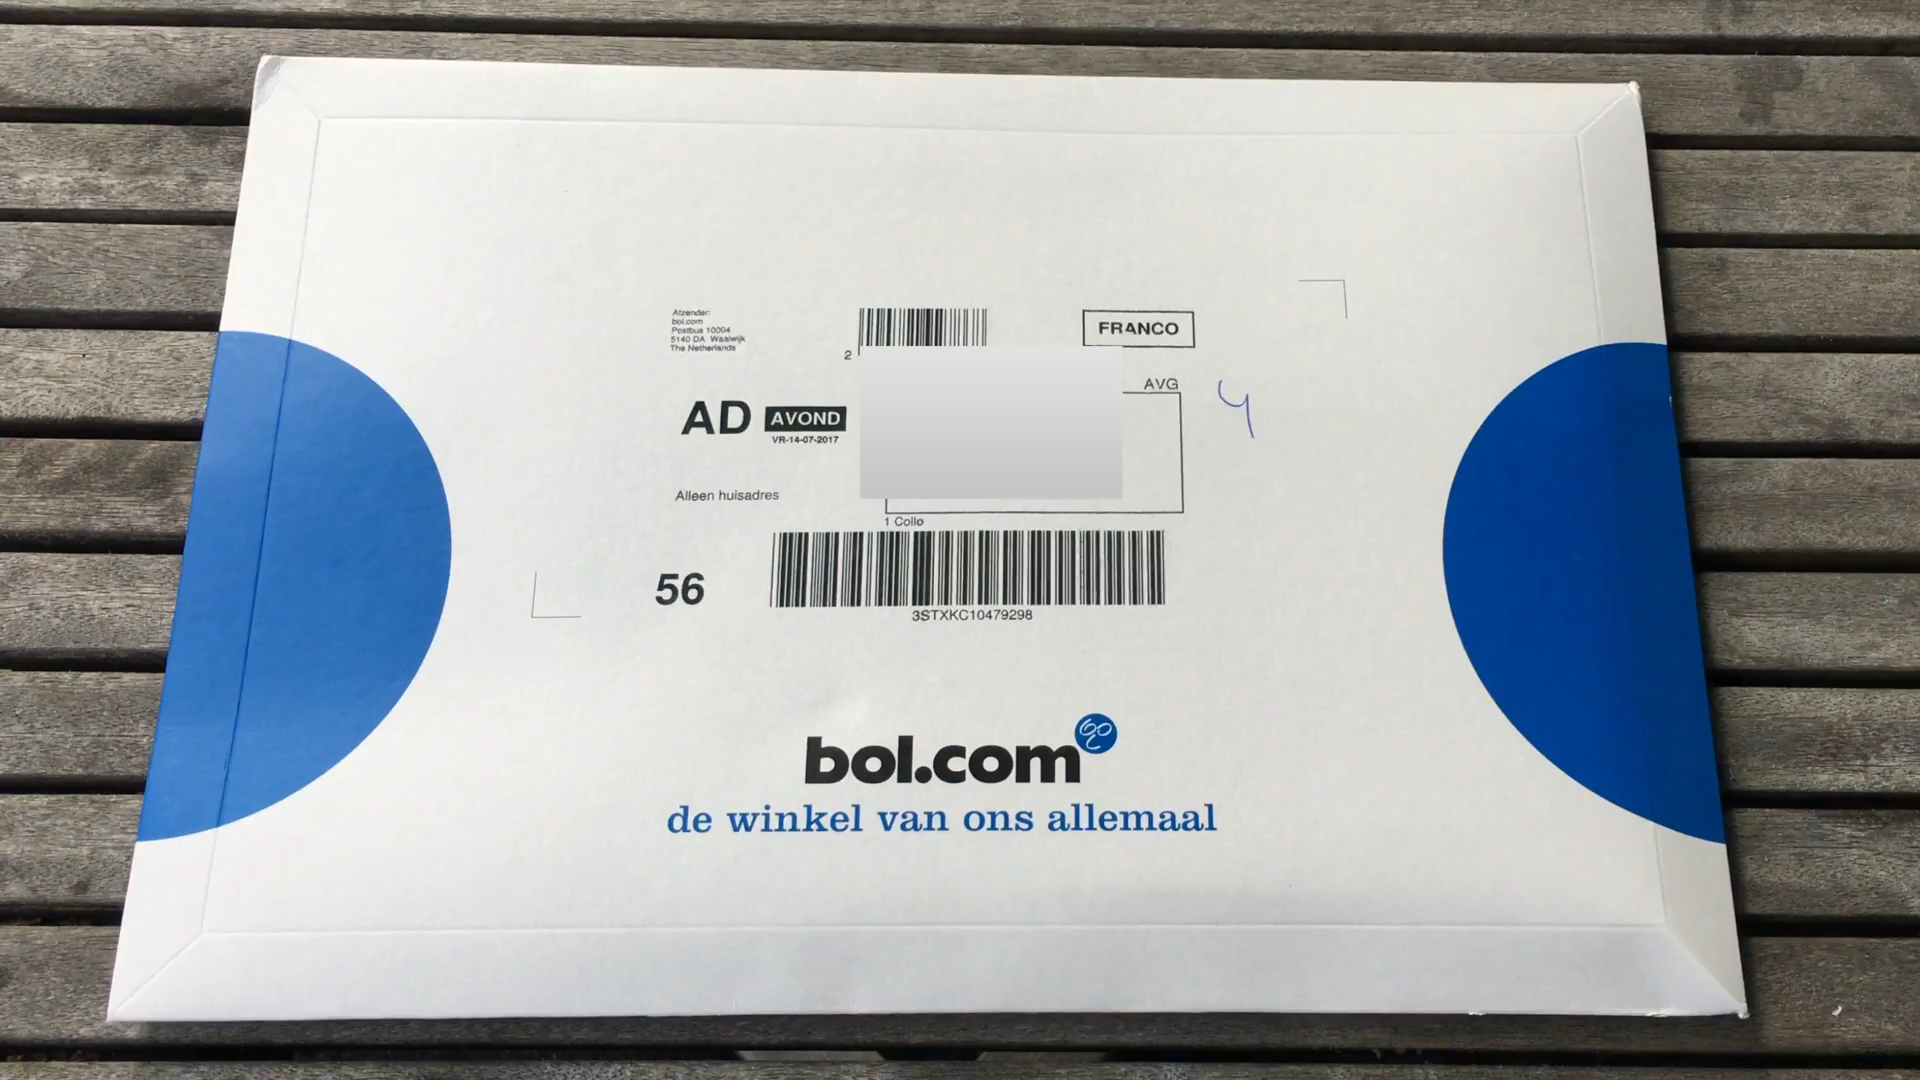 Afzender:
bol.com
Postbus 10004
5140 DA Waalwijk
The Netherlands
2
FRANCO
AVG
4
AD AVOND
VR-14-07-2017
Alleen huisadres
1 Collo
56
3STXKC10479298
bol.com
de winkel van ons allemaal